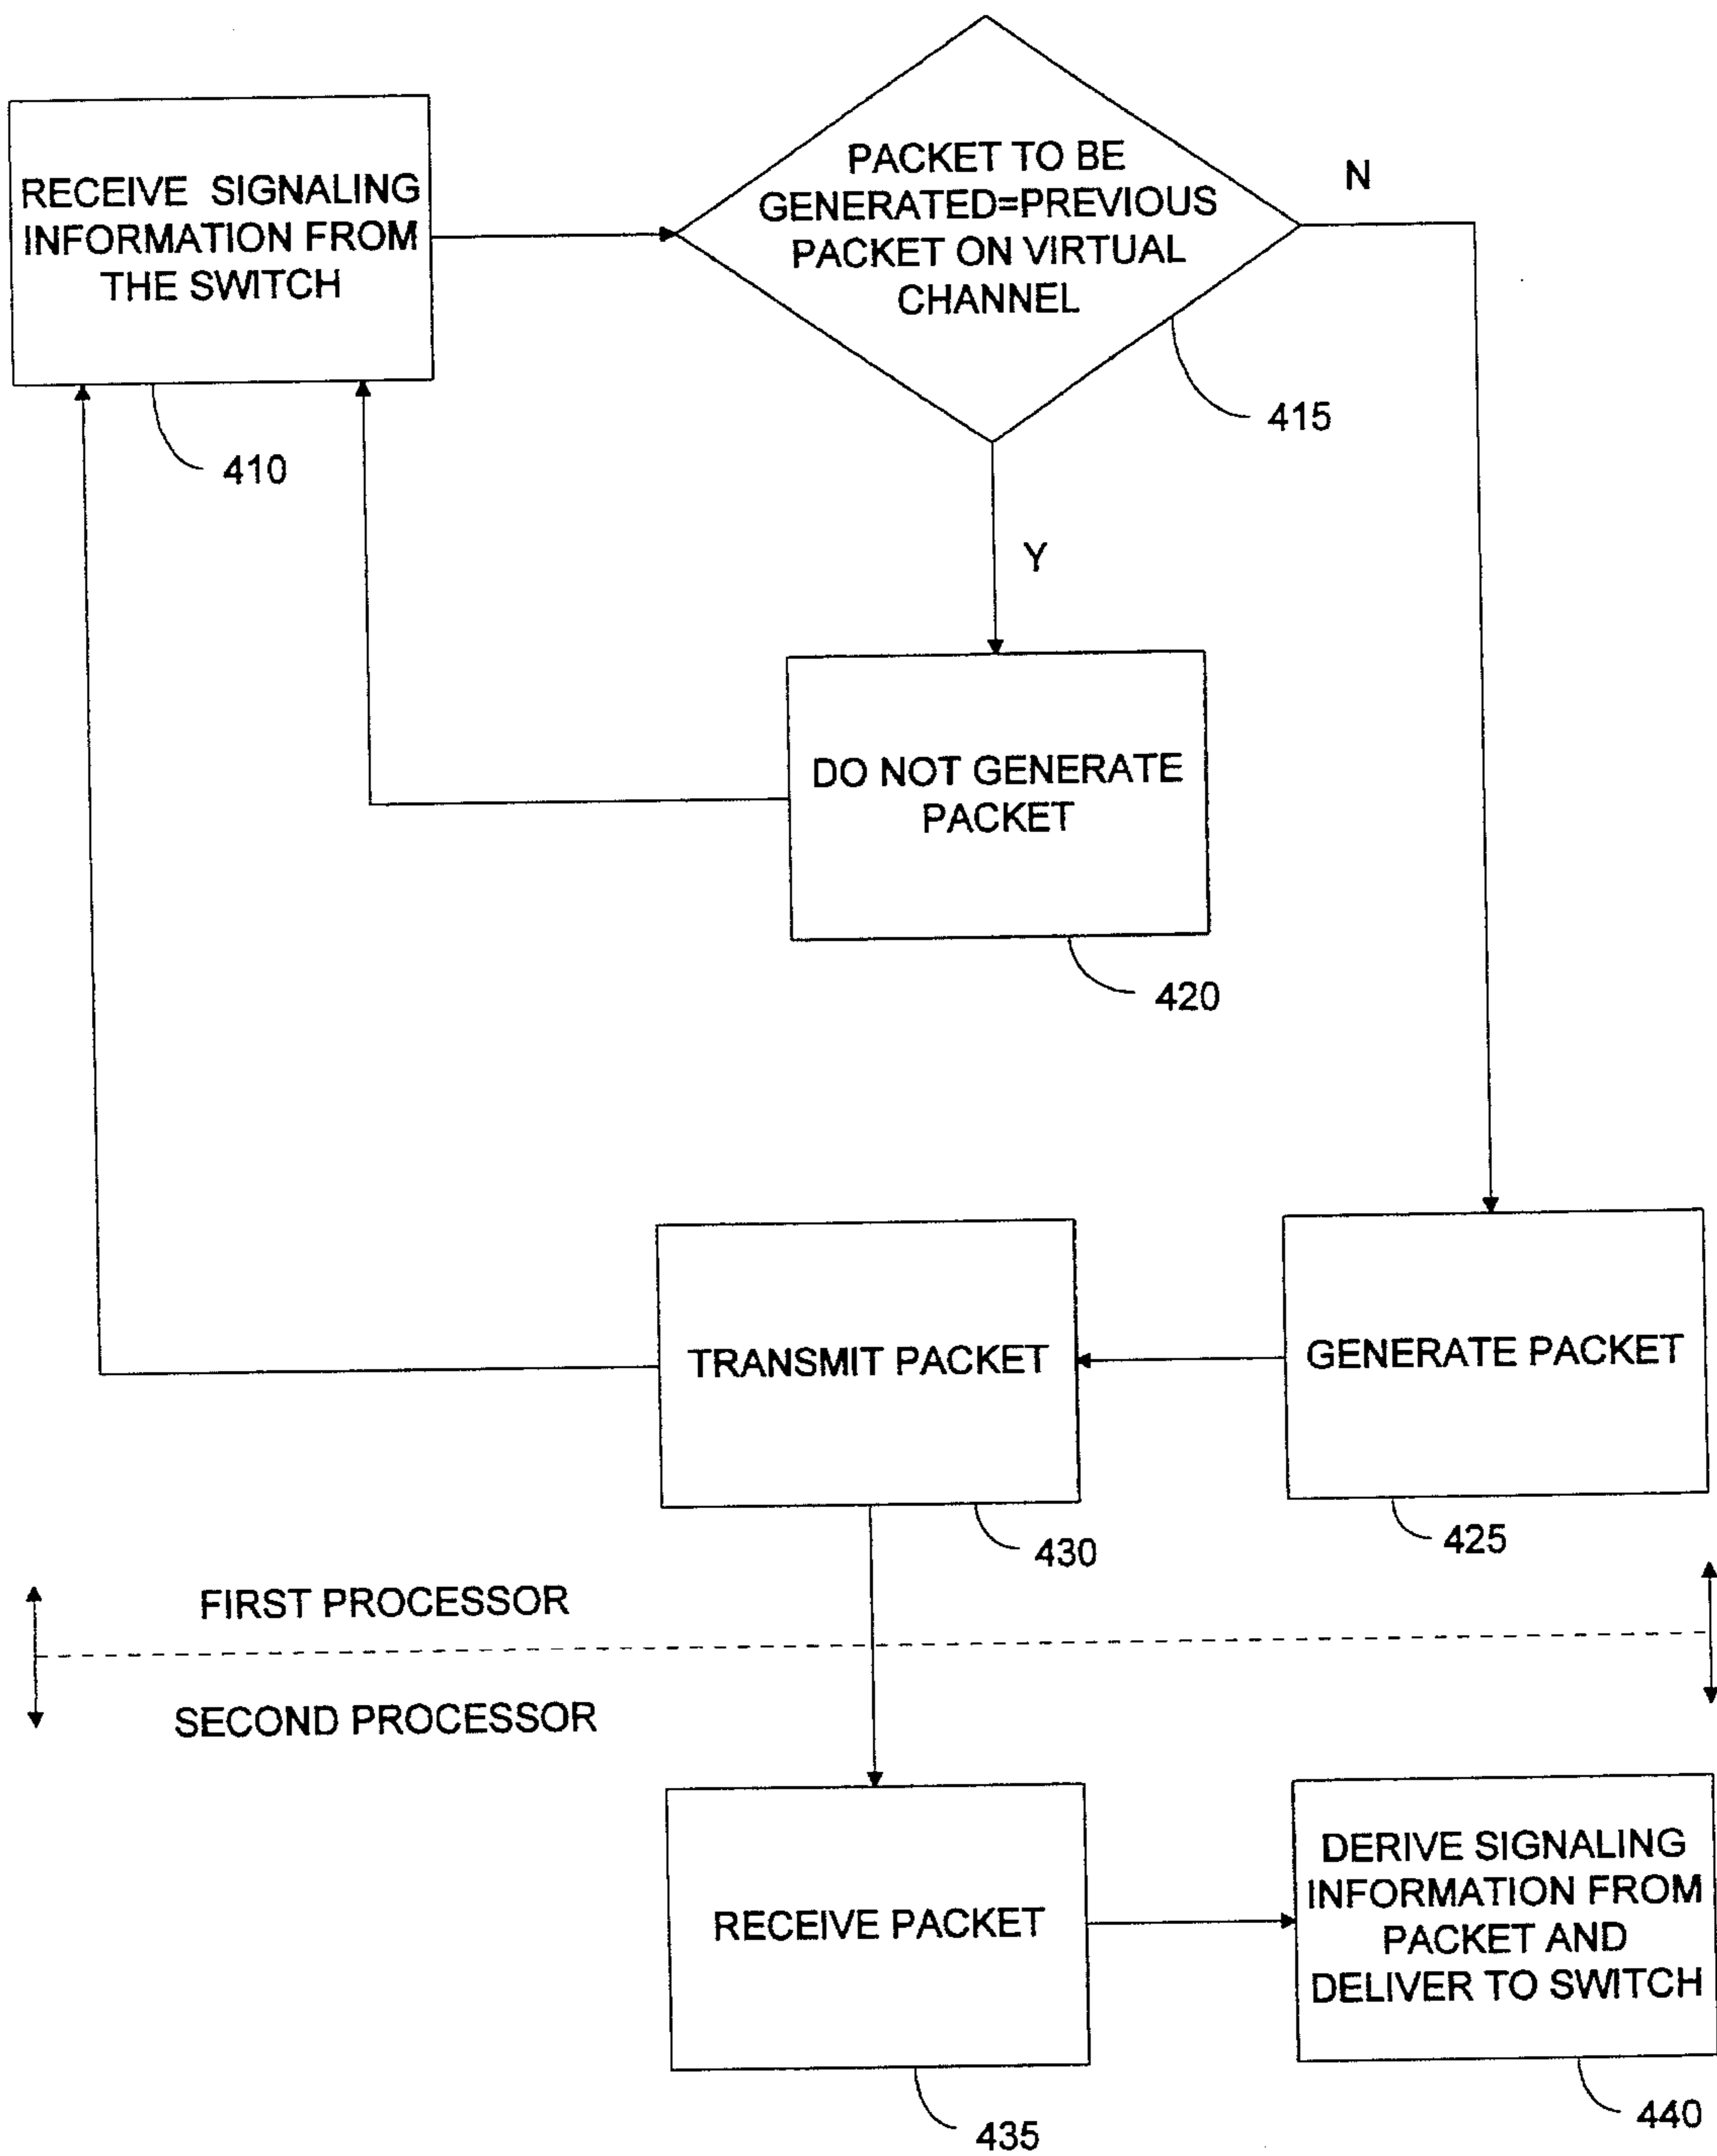 RECEIVE SIGNALING
INFORMATION FROM
THE SWITCH
410
PACKET TO BE
GENERATED=PREVIOUS
PACKET ON VIRTUAL
CHANNEL
415
N
Y
DO NOT GENERATE
PACKET
420
TRANSMIT PACKET
430
GENERATE PACKET
425
FIRST PROCESSOR
SECOND PROCESSOR
RECEIVE PACKET
435
DERIVE SIGNALING
INFORMATION FROM
PACKET AND
DELIVER TO SWITCH
440